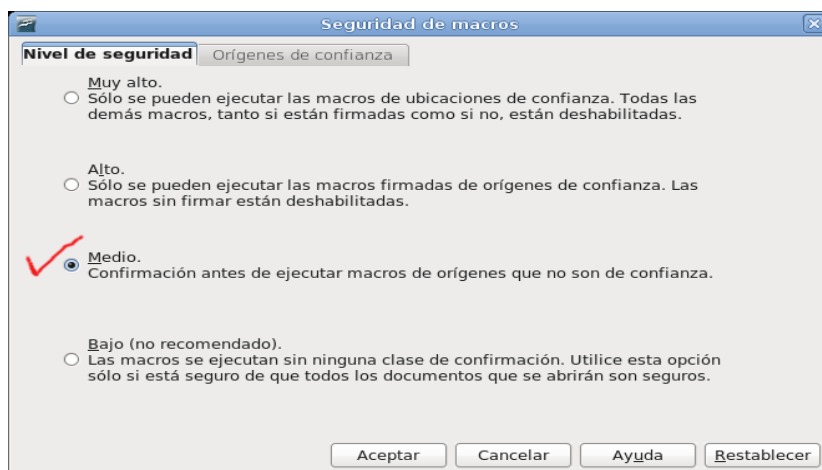 Seguridad de macros
Nivel de seguridad
Orígenes de confianza
Muy alto.
Sólo se pueden ejecutar las macros de ubicaciones de confianza. Todas las
demás macros, tanto si están firmadas como si no, están deshabilitadas.
Alto.
Sólo se pueden ejecutar las macros firmadas de orígenes de confianza. Las
macros sin firmar están deshabilitadas.
Medio.
Confirmación antes de ejecutar macros de orígenes que no son de confianza.
Bajo (no recomendado).
Las macros se ejecutan sin ninguna clase de confirmación. Utilice esta opción
sólo si está seguro de que todos los documentos que se abrirán son seguros.
Aceptar Cancelar Ayuda Restablecer